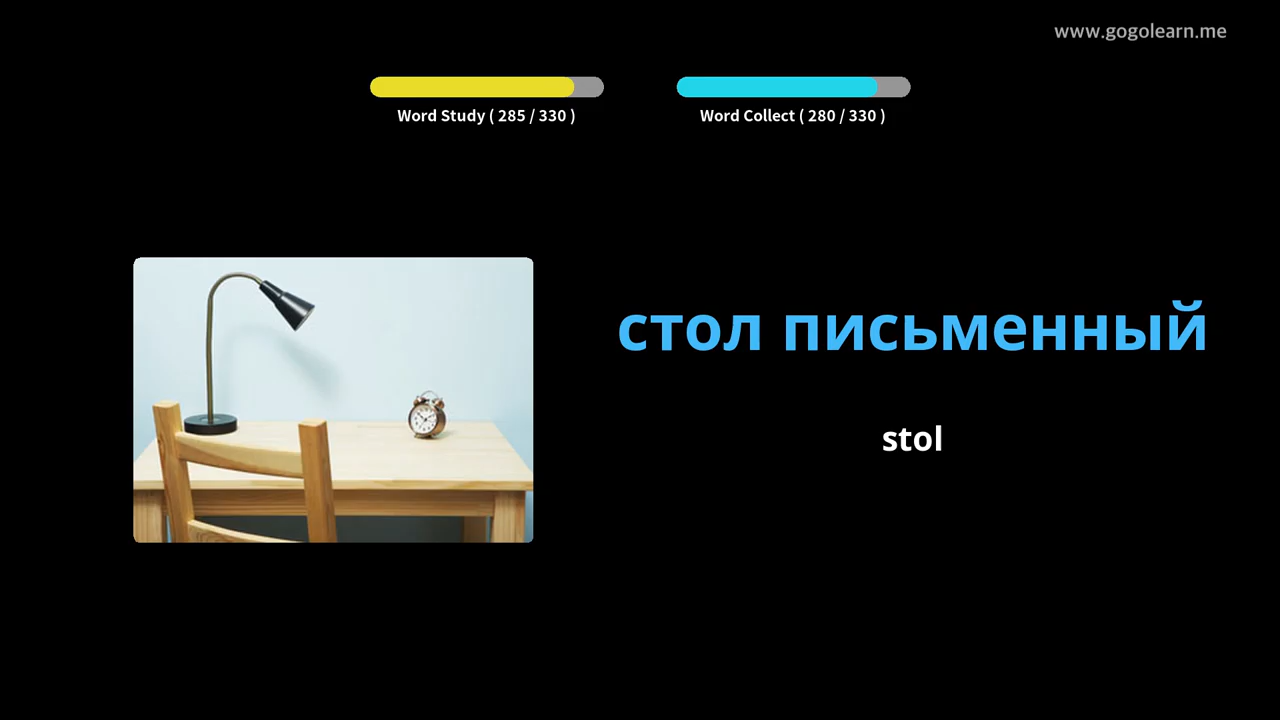 www.gogolearn.me
Word Study ( 285 / 330 )
Word Collect ( 280 / 330 )
стол письменный
stol